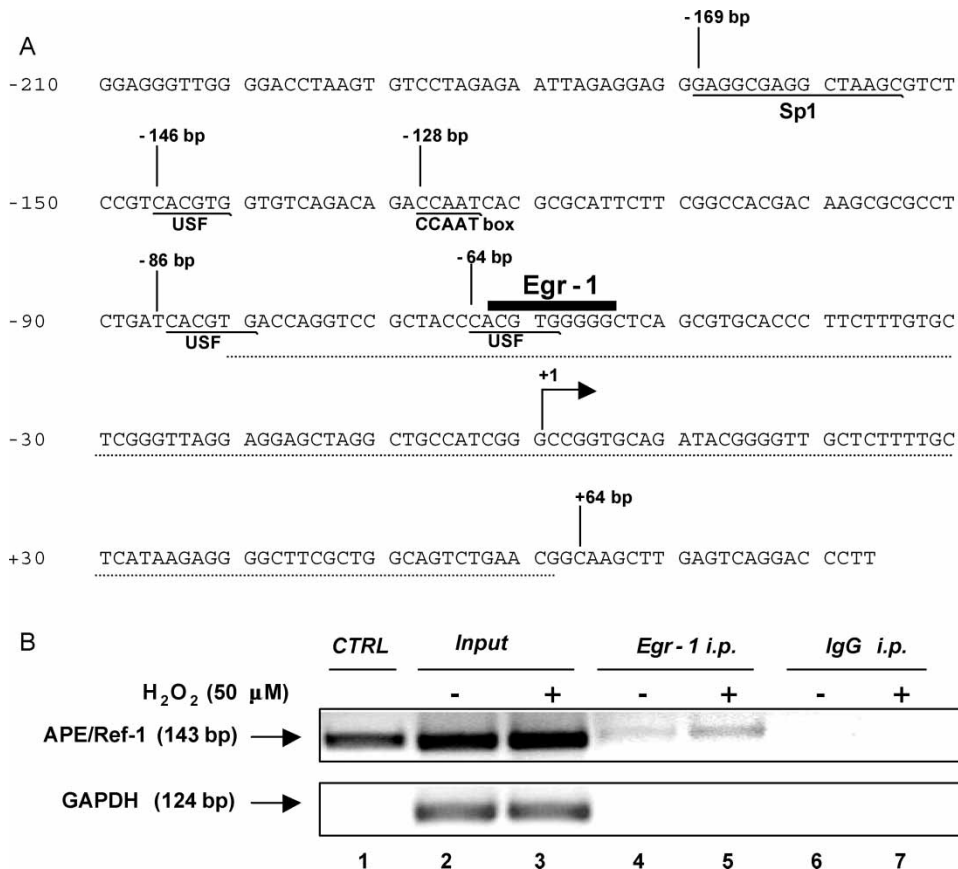 A
- 169 bp
-210 GGAGGGTTGG GGACCTAAGT GTCCTAGAGA ATTAGAGGAG GGAGGCGAGG CTAAGCGTCT
Sp1
- 146 bp - 128 bp
-150 CCGTCACGTG GTGTCAGACA GACCAATCAC GCGCATTCTT CGGCCACGAC AAGCGCGCCT
USF CCAAT box
- 86 bp - 64 bp Egr - 1
-90 CTGATCACGT GACCAGGTCC GCTACCCACG TGGGGGCTCA GCGTGCACCC TTCTTTGTGC
USF USF
+1
-30 TCGGGTTAGG AGGAGCTAGG CTGCCATCGG GCCGGTGCAG ATACGGGGTT GCTCTTTTGC
+64 bp
+30 TCATAAGAGG GGCTTCGCTG GCAGTCTGAAC GGCAAGCTTG AGTCAGGACC CCTT
B
CTRL Input Egr - 1 i.p. IgG i.p.
H₂O₂ (50 µM) - + - + - +
APE/Ref-1 (143 bp)
GAPDH (124 bp)
1 2 3 4 5 6 7